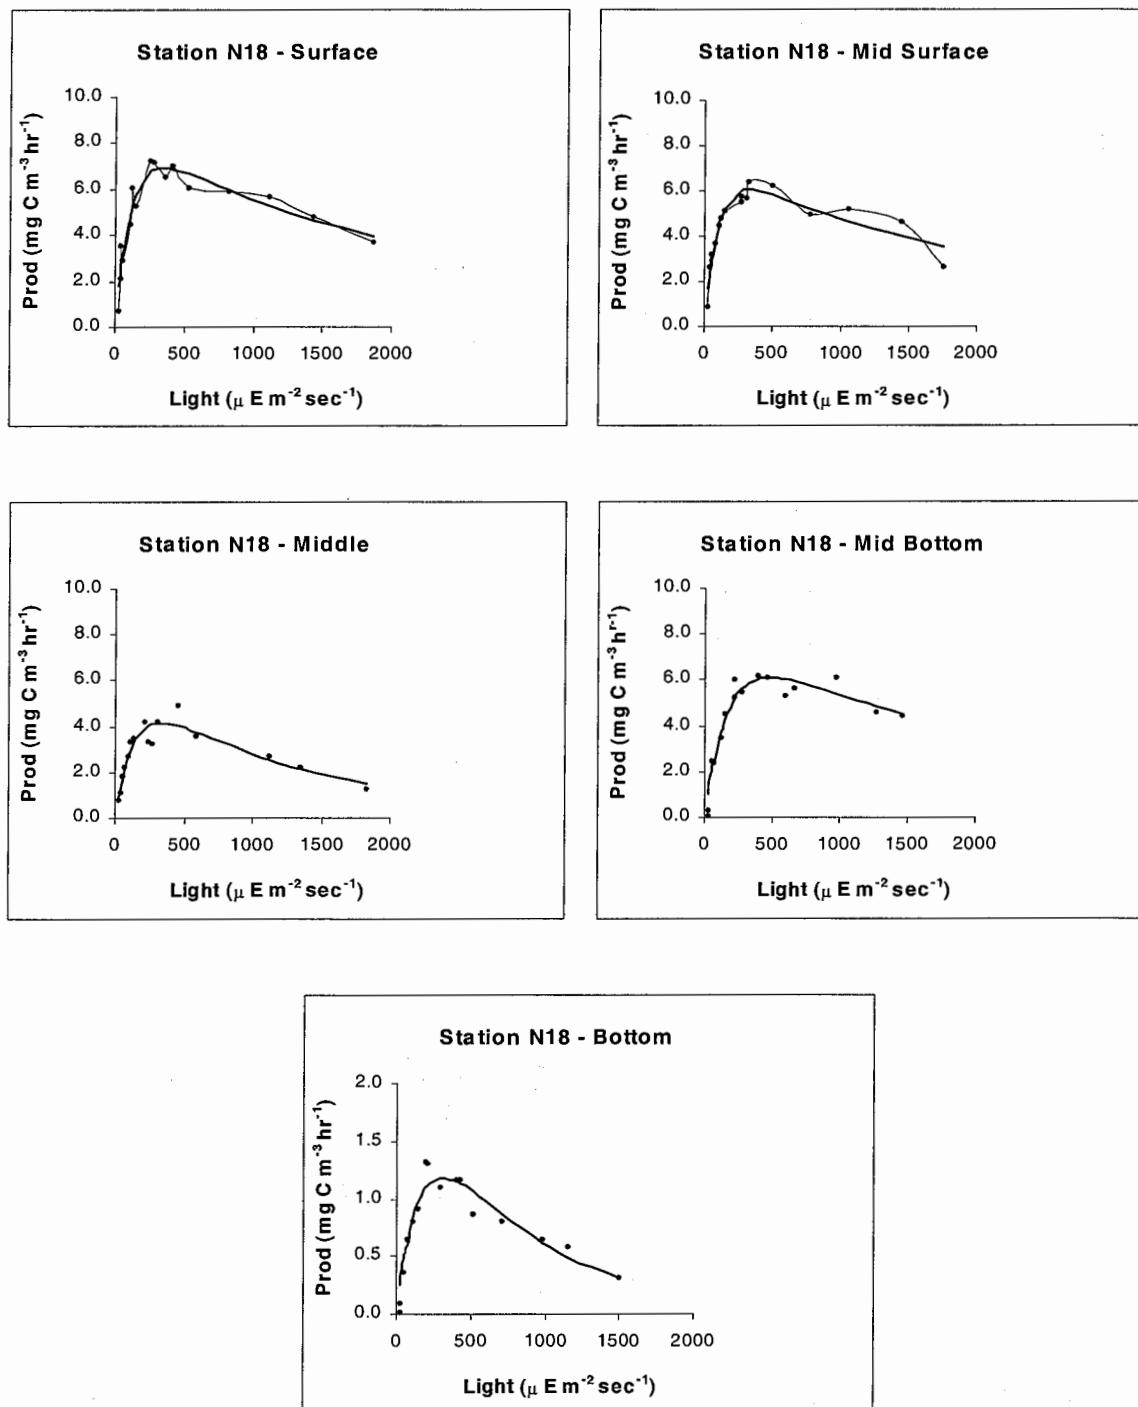 Station N18 - Surface
Prod (mg C m⁻³ hr⁻¹)
10.0
8.0
6.0
4.0
2.0
0.0
0 500 1000 1500 2000
Light (μ E m⁻² sec⁻¹)
Station N18 - Mid Surface
Prod (mg C m⁻³ hr⁻¹)
10.0
8.0
6.0
4.0
2.0
0.0
0 500 1000 1500 2000
Light (μ E m⁻² sec⁻¹)
Station N18 - Middle
Prod (mg C m⁻³ hr⁻¹)
10.0
8.0
6.0
4.0
2.0
0.0
0 500 1000 1500 2000
Light (μ E m⁻² sec⁻¹)
Station N18 - Mid Bottom
Prod (mg C m⁻³ hʳ⁻¹)
10.0
8.0
6.0
4.0
2.0
0.0
0 500 1000 1500 2000
Light (μ E m⁻² sec⁻¹)
Station N18 - Bottom
Prod (mg C m⁻³ hr⁻¹)
2.0
1.5
1.0
0.5
0.0
0 500 1000 1500 2000
Light (μ E m⁻² sec⁻¹)